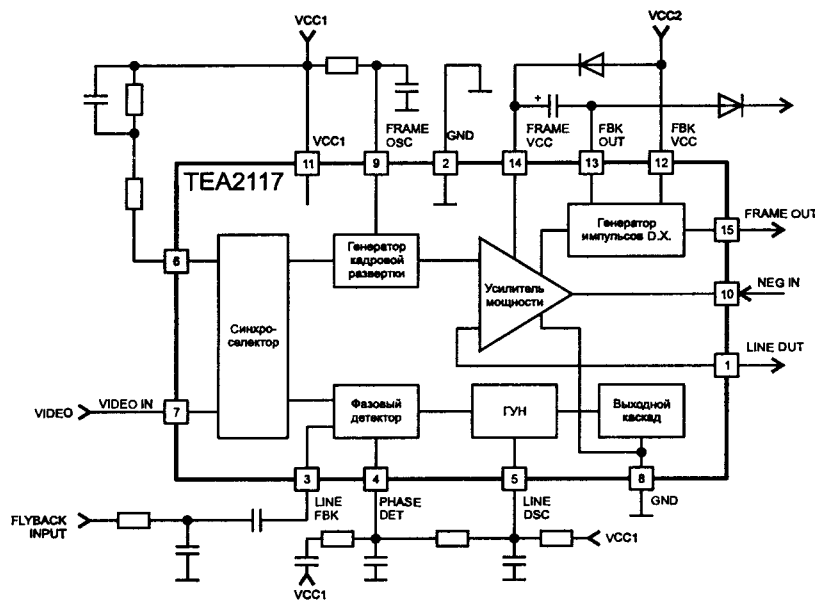 VCC1
VCC2
VCC1
FRAME
OSC
GND
FRAME
VCC
FBK
OUT
FBK
VCC
11
9
2
14
13
12
TEA2117
+
Генератор
кадровой
развертки
Генератор
импульсов D.X.
15
FRAME OUT
6
Усилитель
мощности
10
NEG IN
Синхро-
селектор
1
LINE DUT
VIDEO
VIDEO IN
7
Фазовый
детектор
ГУН
Выходной
каскад
3
4
5
8
LINE
FBK
PHASE
DET
LINE
DSC
GND
FLYBACK
INPUT
VCC1
VCC1